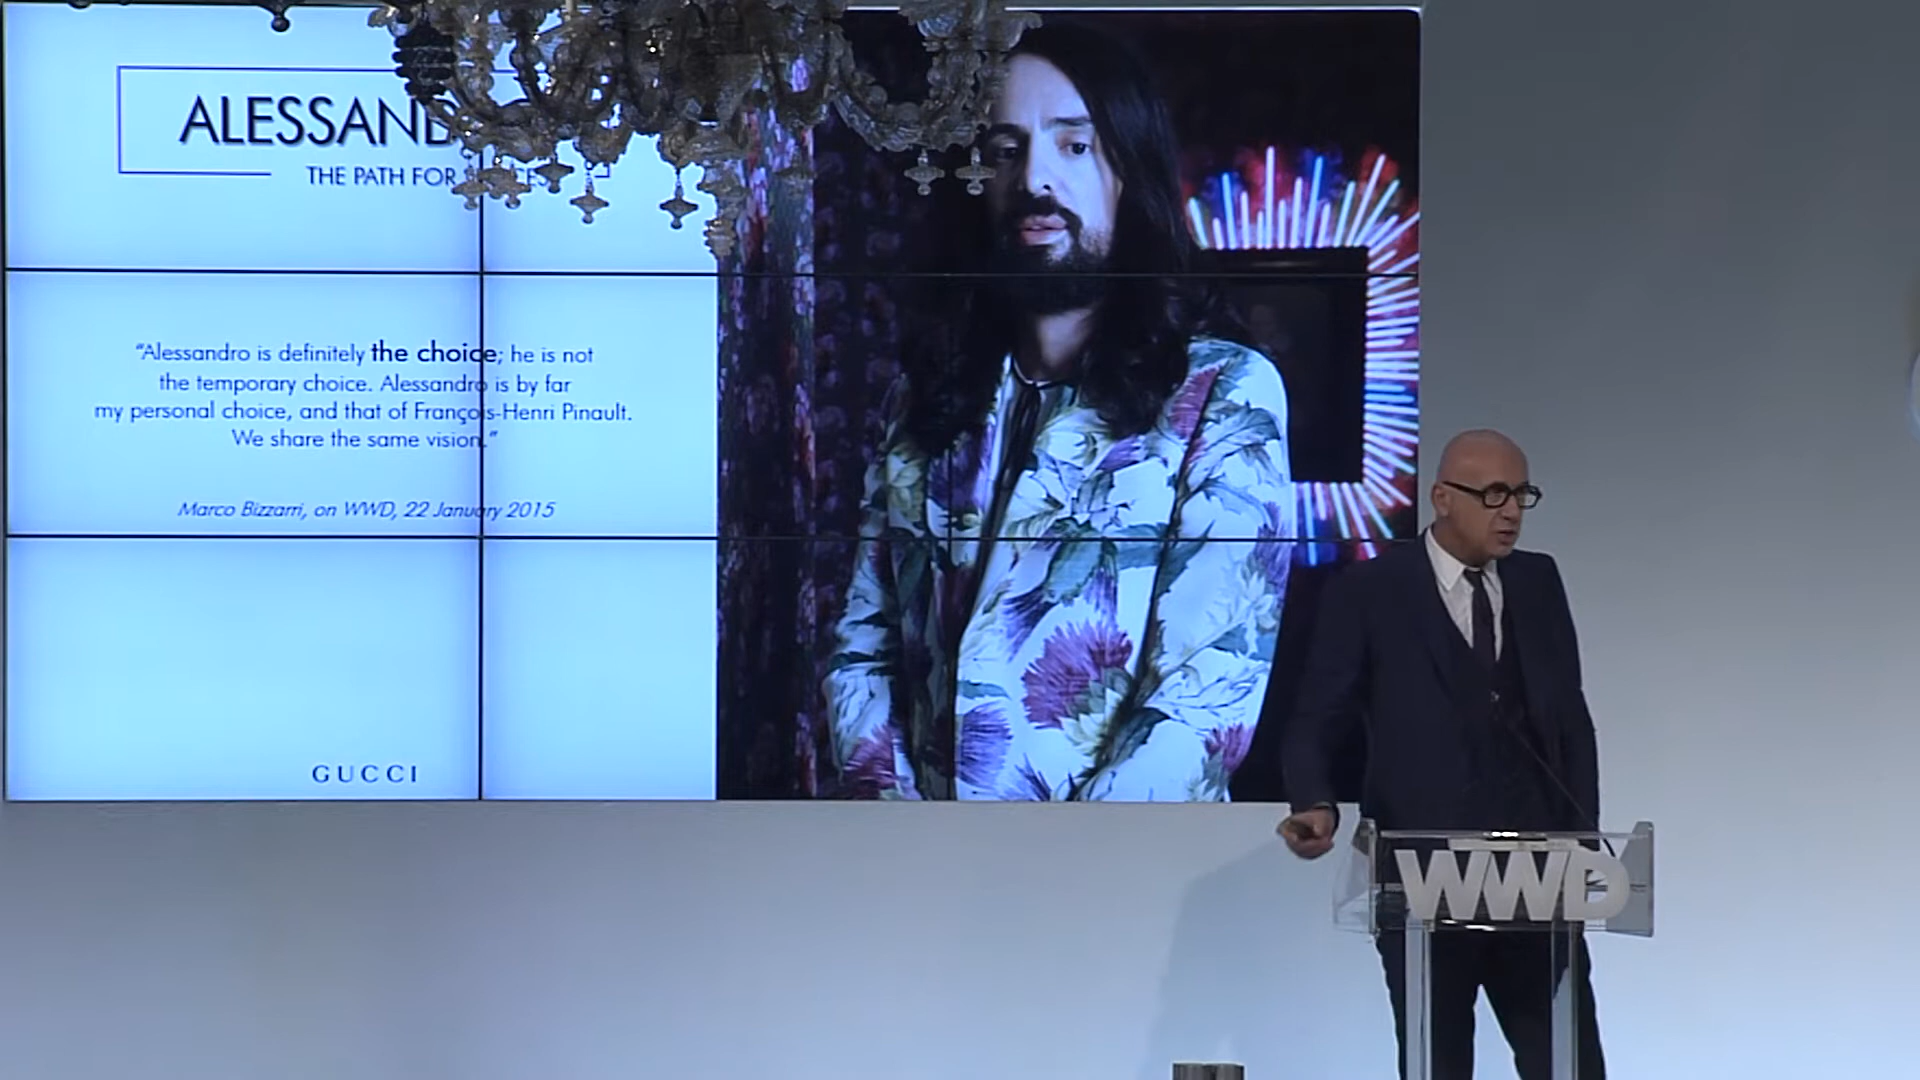 ALESSAN
THE PATH FOR
“Alessandro is definitely the choice; he is not
the temporary choice. Alessandro is by far
my personal choice, and that of François-Henri Pinault.
We share the same vision.”
Marco Bizzarri, on WWD, 22 January 2015
GUCCI
WWD